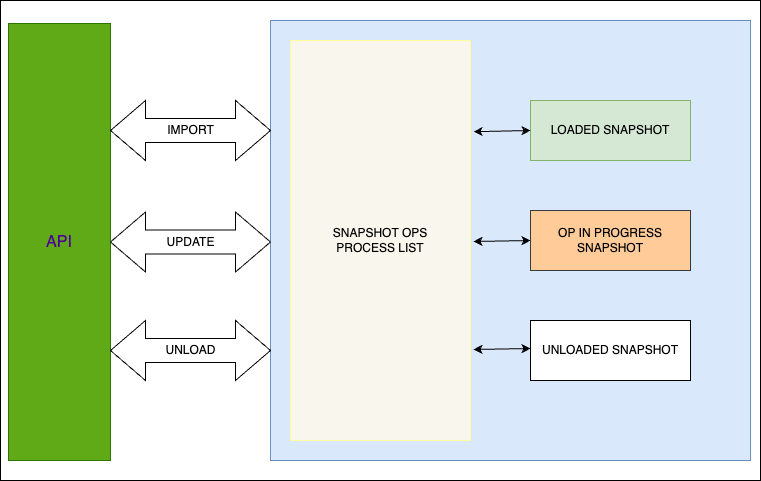 API
IMPORT
UPDATE
UNLOAD
SNAPSHOT OPS
PROCESS LIST
LOADED SNAPSHOT
OP IN PROGRESS
SNAPSHOT
UNLOADED SNAPSHOT